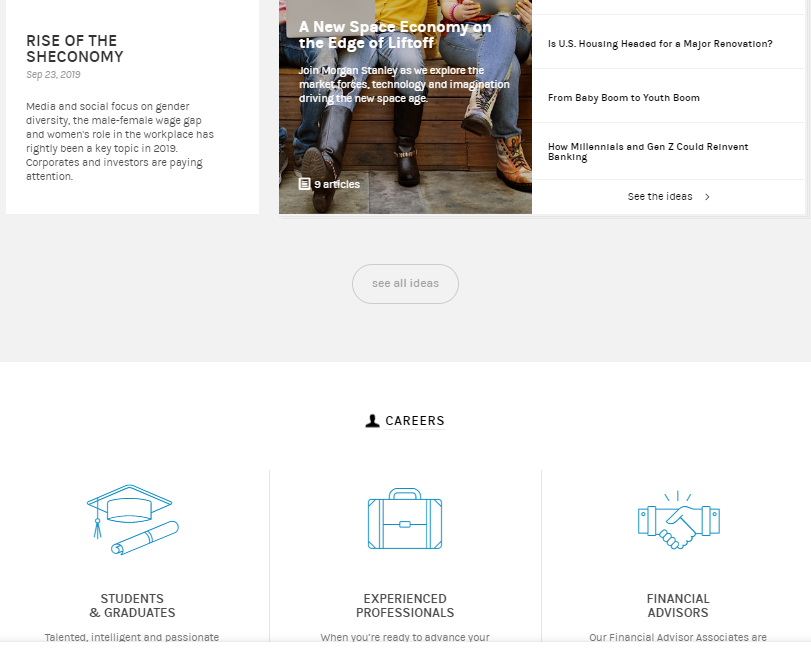 RISE OF THE
SHECONOMY
Sep 23, 2019
Media and social focus on gender
diversity, the male-female wage gap
and women's role in the workplace has
rightly been a key topic in 2019.
Corporates and investors are paying
attention.
A New Space Economy on
the Edge of Liftoff
Join Morgan Stanley as we explore the
market forces, technology and imagination
driving the new space age.
9 articles
Is U.S. Housing Headed for a Major Renovation?
From Baby Boom to Youth Boom
How Millennials and Gen Z Could Reinvent
Banking
See the ideas
see all ideas
CAREERS
STUDENTS
& GRADUATES
Talented, intelligent and passionate
EXPERIENCED
PROFESSIONALS
When you're ready to advance your
FINANCIAL
ADVISORS
Our Financial Advisor Associates are